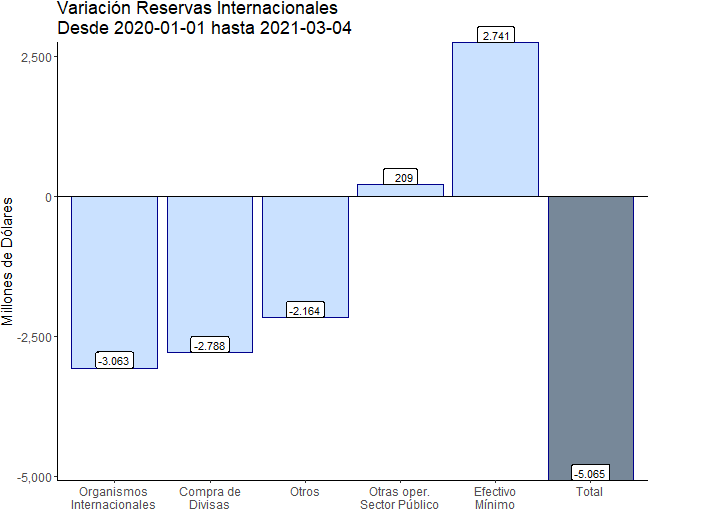 Variación Reservas Internacionales
Desde 2020-01-01 hasta 2021-03-04
Millones de Dólares
2,500
0
-2,500
-5,000
-3.063
-2.788
-2.164
209
2.741
-5.065
Organismos
Internacionales
Compra de
Divisas
Otros
Otras oper.
Sector Público
Efectivo
Mínimo
Total